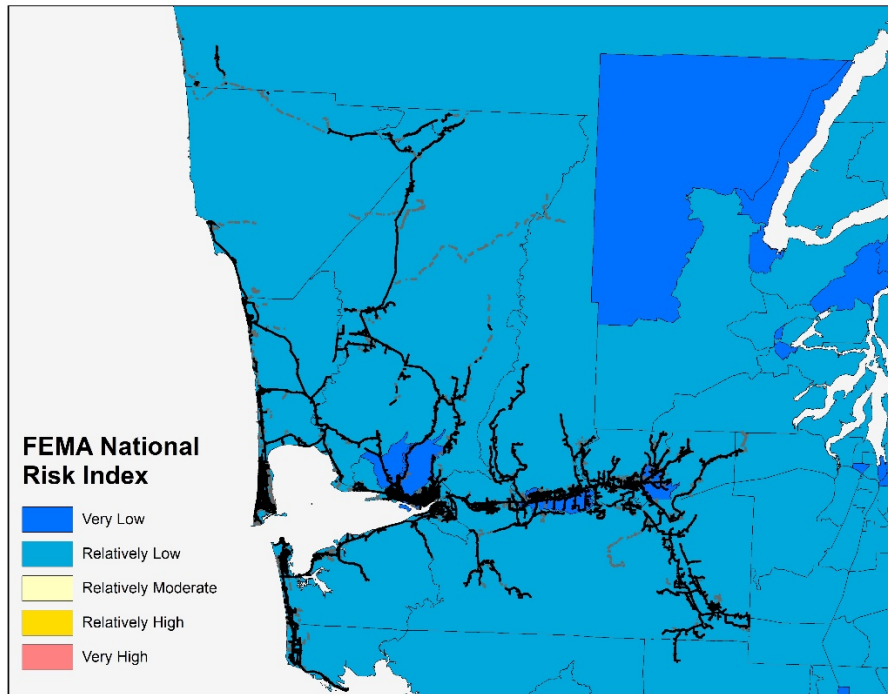 FEMA National
Risk Index
Very Low
Relatively Low
Relatively Moderate
Relatively High
Very High